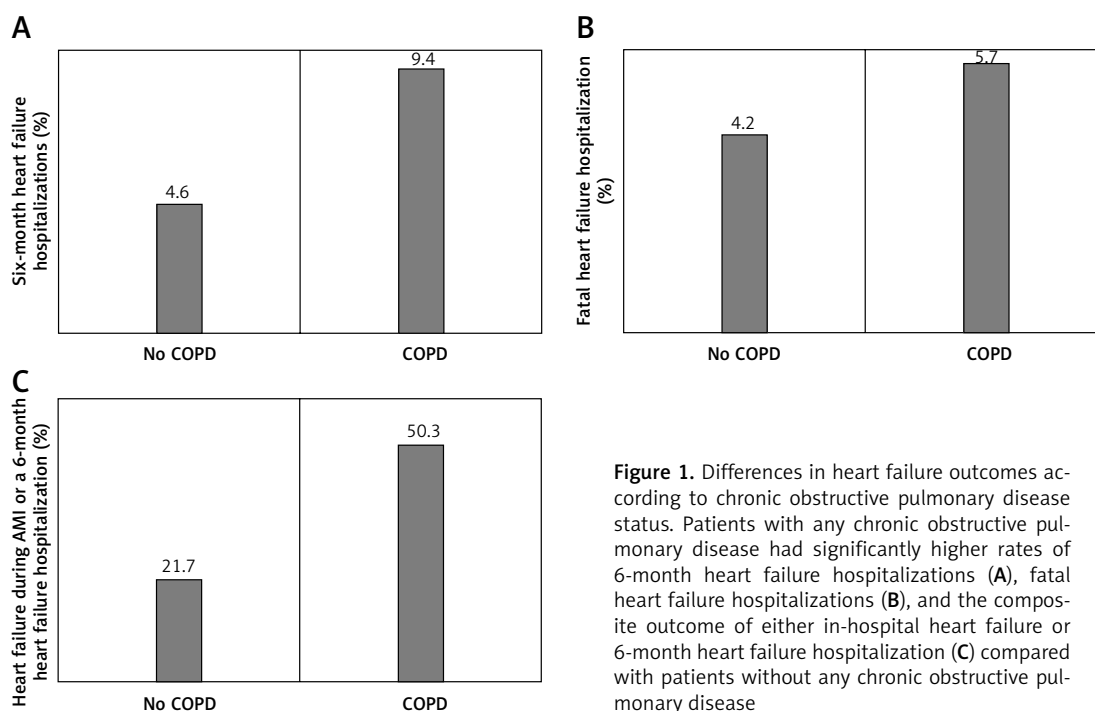 A
Six-month heart failure
hospitalizations (%)
4.6
9.4
No COPD
COPD
B
Fatal heart failure hospitalization
(%)
4.2
5.7
No COPD
COPD
C
Heart failure during AMI or a 6-month
heart failure hospitalization (%)
21.7
50.3
No COPD
COPD
Figure 1. Differences in heart failure outcomes ac-
cording to chronic obstructive pulmonary disease
status. Patients with any chronic obstructive pul-
monary disease had significantly higher rates of
6-month heart failure hospitalizations (A), fatal
heart failure hospitalizations (B), and the compos-
ite outcome of either in-hospital heart failure or
6-month heart failure hospitalization (C) compared
with patients without any chronic obstructive pul-
monary disease